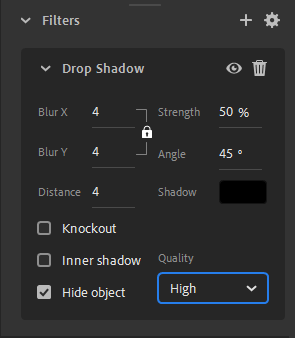 Filters
Drop Shadow
Blur X 4 Strength 50 %
Blur Y 4 Angle 45 °
Distance 4 Shadow
Knockout
Inner shadow Quality
Hide object High